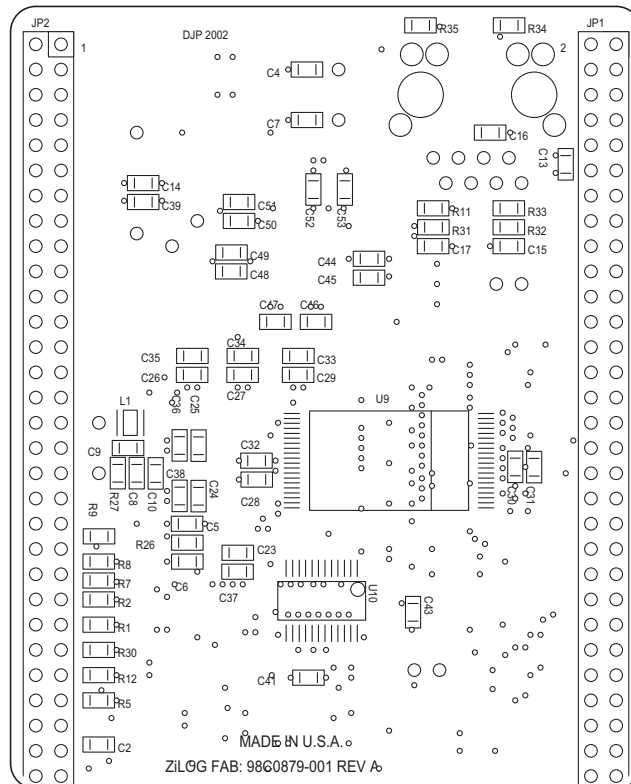 JP2
R35
R34
JP1
1
DJP 2002
2
C4
C7
C16
C13
C14
C39
C51
C50
C52
C53
R11
R33
R31
R32
C17
C15
C49
C48
C44
C45
C47
C46
C34
C35
C33
C26
C29
C27
L1
C36
C25
U9
C9
C32
C38
C28
C24
R27
C8
C10
C30
C31
R9
C5
R26
C23
R8
R7
C6
C37
U10
R2
C43
R1
R30
R12
C41
R5
C2
MADE IN U.S.A.
ZiLOG FAB: 98C0879-001 REV A